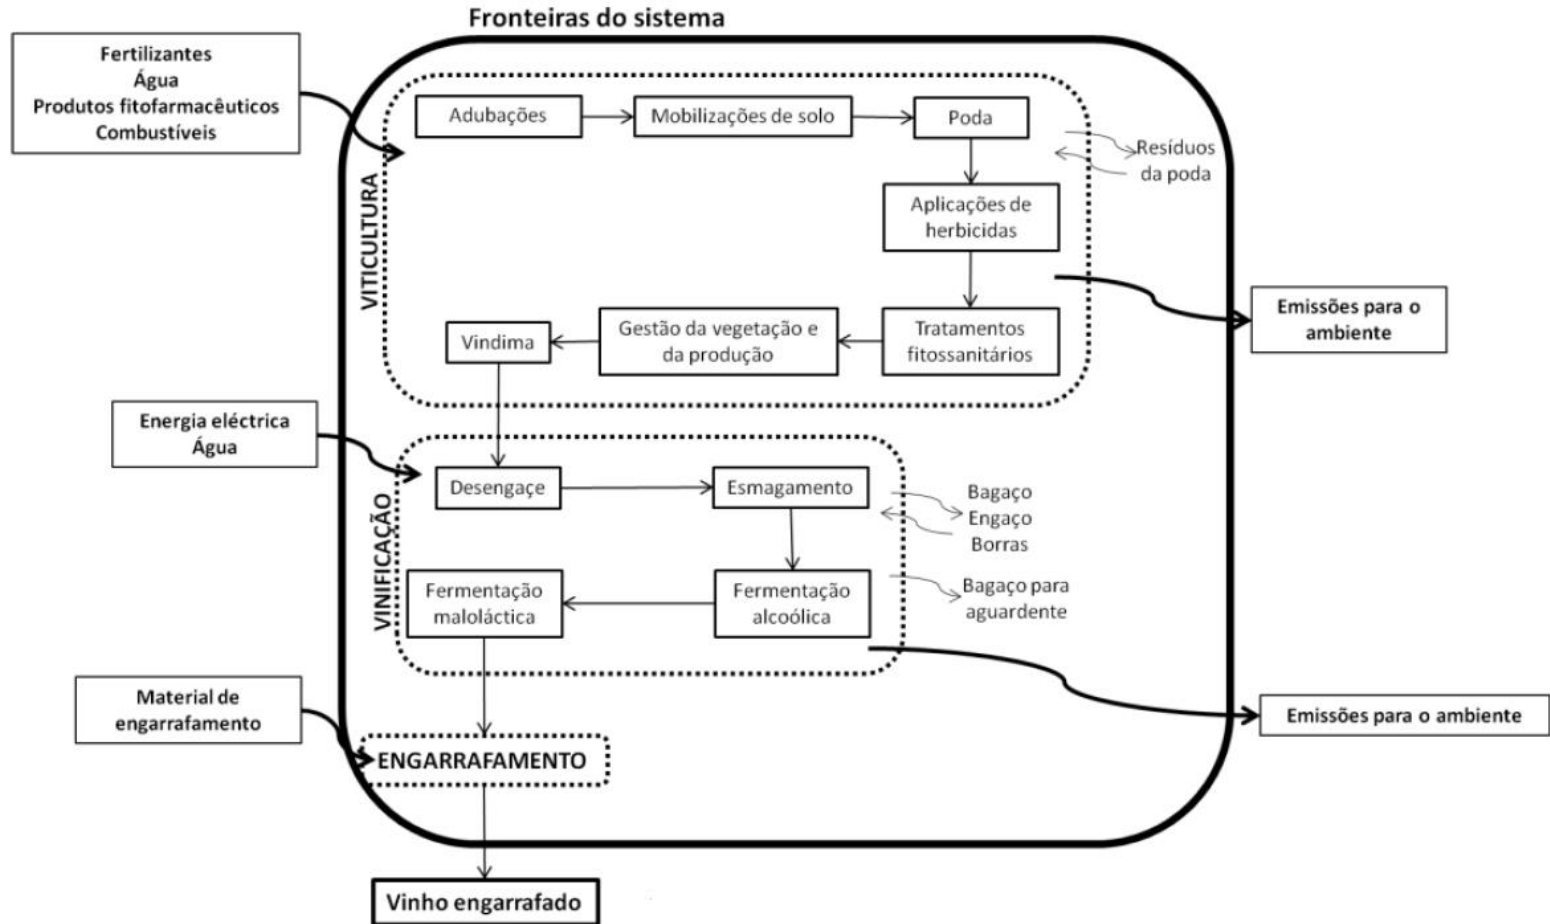 Fronteiras do sistema
Fertilizantes
Água
Produtos fitofarmacêuticos
Combustíveis
VITICULTURA
Adubações
Mobilizações de solo
Poda
Resíduos
da poda
Aplicações de
herbicidas
Tratamentos
fitossanitários
Gestão da vegetação e
da produção
Vindima
Emissões para o
ambiente
Energia eléctrica
Água
VINIFICAÇÃO
Desengaçe
Esmagamento
Bagaço
Engaço
Borras
Fermentação
alcoólica
Fermentação
maloláctica
Bagaço para
aguardente
Emissões para o ambiente
Material de
engarrafamento
ENGARRAFAMENTO
Vinho engarrafado